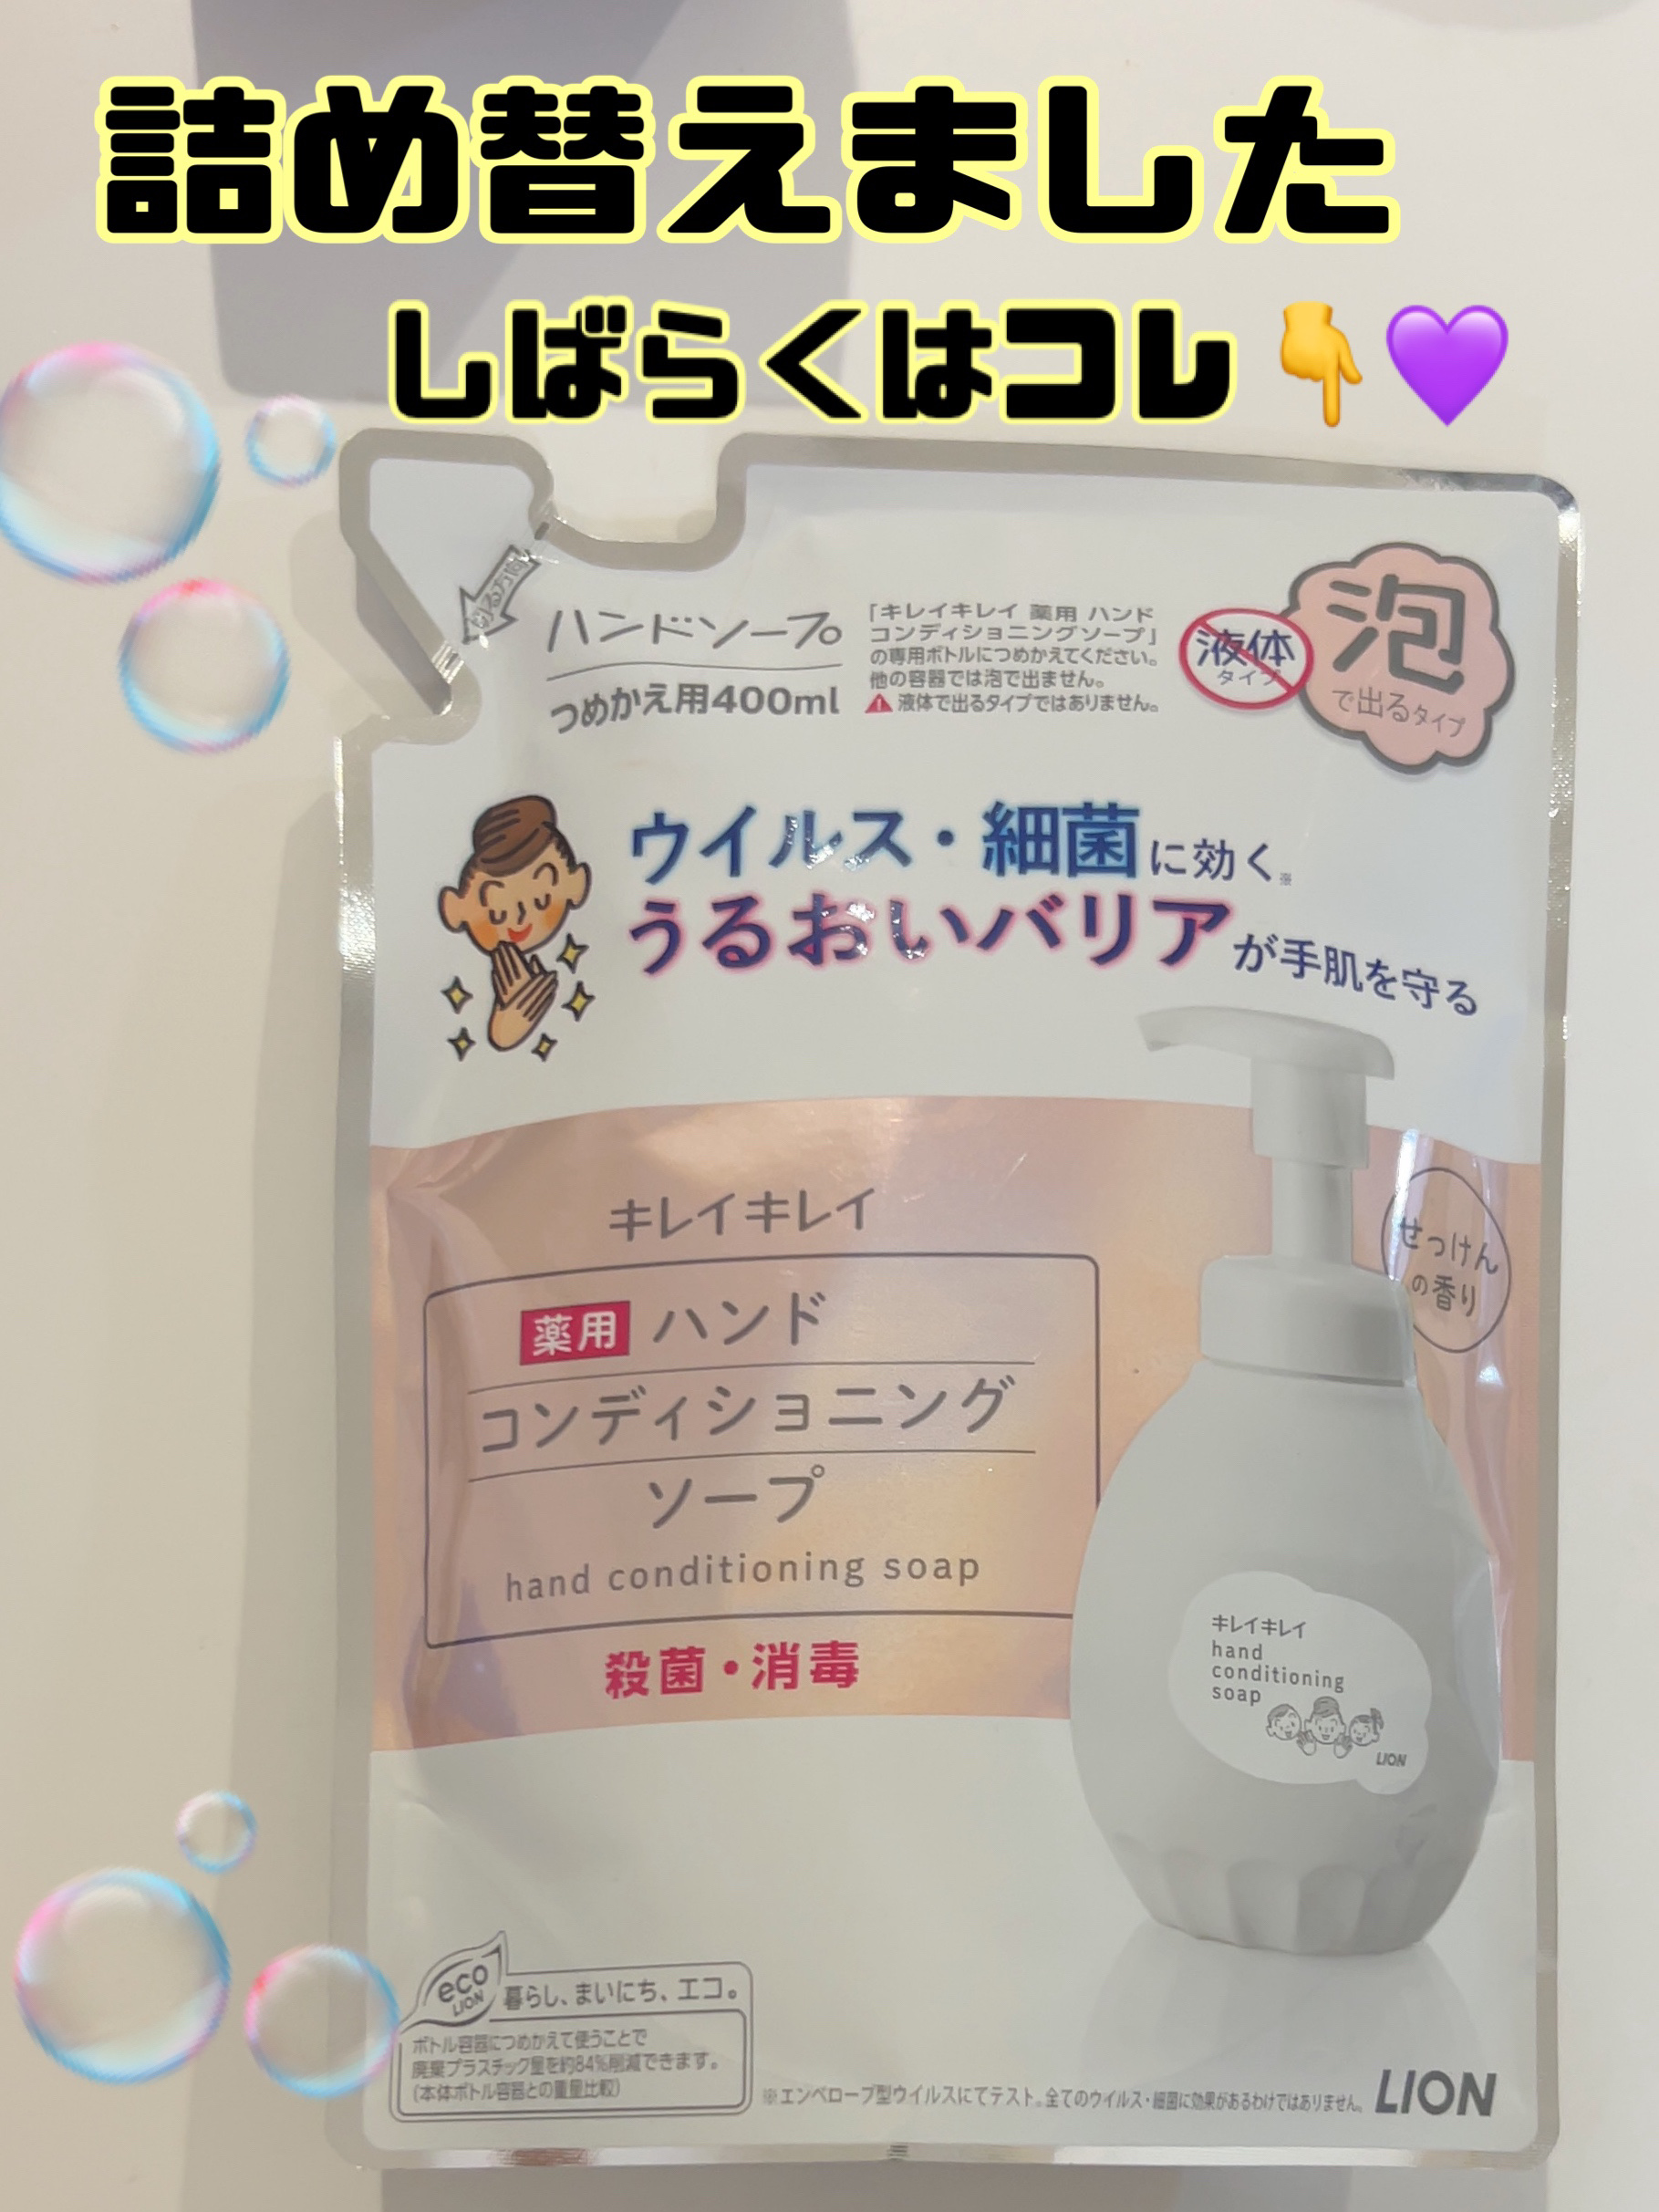 詰め替えました
しばらくはコレ👇💜
切る方向
ハンドソープ
つめかえ用400ml
「キレイキレイ 薬用 ハンド
コンディショニングソープ」
の専用ボトルにつめかえてください。
他の容器では泡で出ません。
⚠液体で出るタイプではありません。
液体
タイプ
泡
で出るタイプ
ウイルス・細菌に効く※
うるおいバリアが手肌を守る
キレイキレイ
薬用 ハンド
コンディショニング
ソープ
hand conditioning soap
殺菌・消毒
せっけん
の香り
キレイキレイ
hand
conditioning
soap
LION
eco
LION
暮らし、まいにち、エコ。
ボトル容器につめかえて使うことで
廃棄プラスチック量を約84%削減できます。
(本体ボトル容器との重量比較)
※エンベロープ型ウイルスにてテスト。全てのウイルス・細菌に効果があるわけではありません。
LION